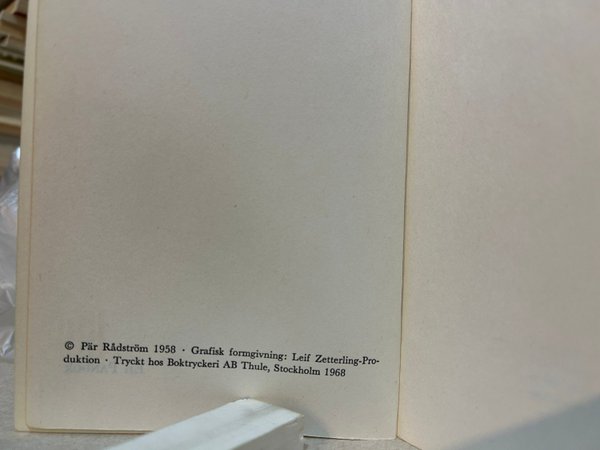 © Pär Rådström 1958 · Grafisk formgivning: Leif Zetterling-Pro-
duktion · Tryckt hos Boktryckeri AB Thule, Stockholm 1968